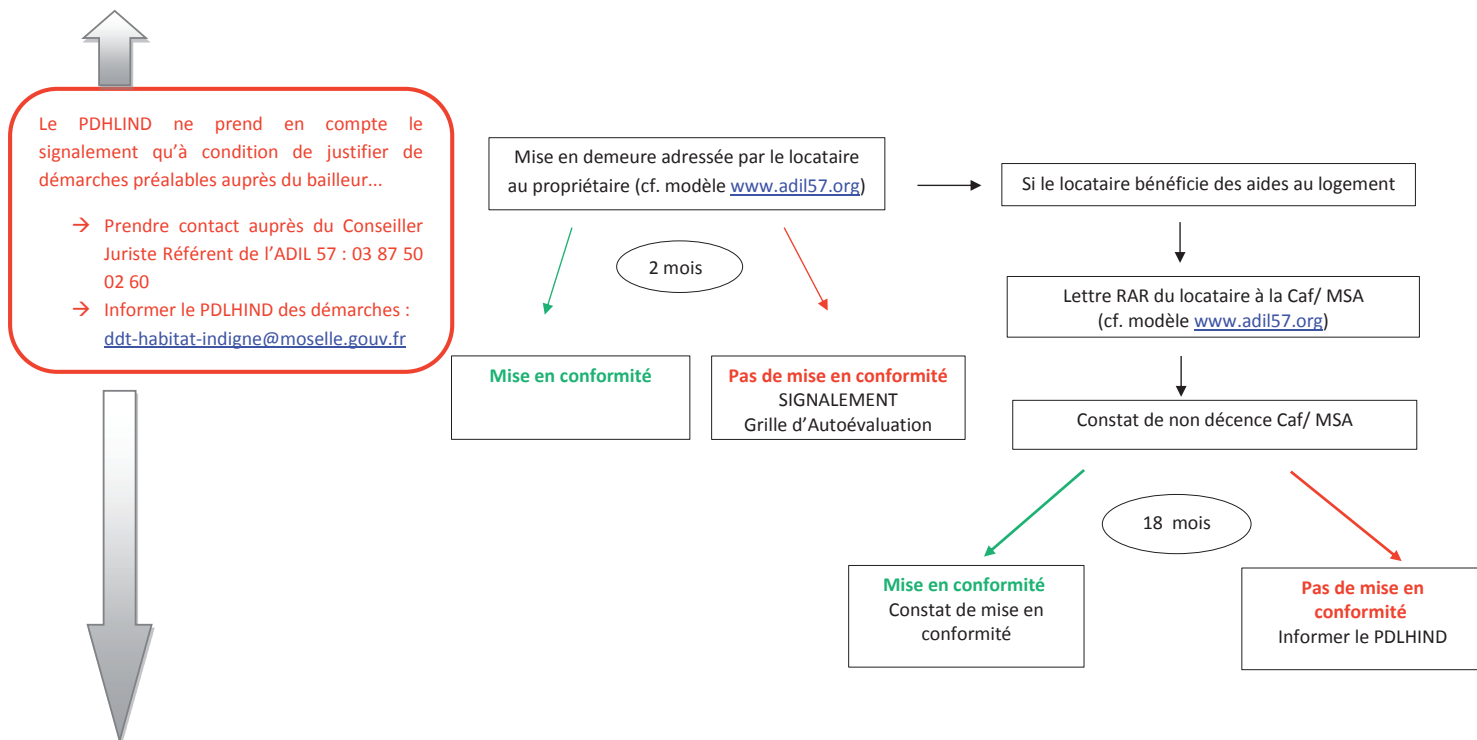 Le PDHLIND ne prend en compte le
signalement qu'à condition de justifier de
démarches préalables auprès du bailleur...
→ Prendre contact auprès du Conseiller
Juriste Référent de l'ADIL 57 : 03 87 50
02 60
→ Informer le PDLHIND des démarches :
ddt-habitat-indigne@moselle.gouv.fr
Mise en demeure adressée par le locataire
au propriétaire (cf. modèle www.adil57.org)
Si le locataire bénéficie des aides au logement
2 mois
Lettre RAR du locataire à la Caf/ MSA
(cf. modèle www.adil57.org)
Mise en conformité
Pas de mise en conformité
SIGNALEMENT
Grille d'Autoévaluation
Constat de non décence Caf/ MSA
18 mois
Mise en conformité
Constat de mise en
conformité
Pas de mise en
conformité
Informer le PDLHIND